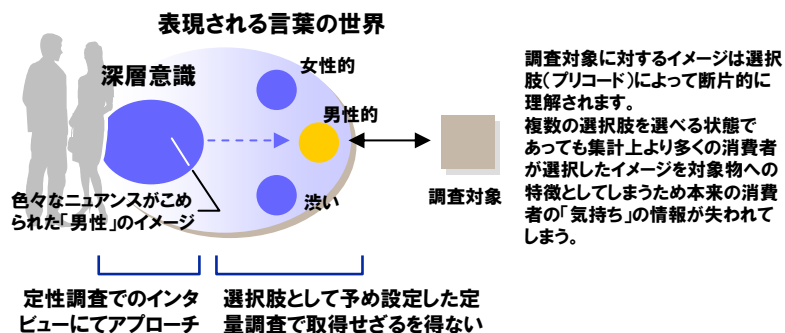 表現される言葉の世界
深層意識
女性的
男性的
渋い
色々なニュアンスがこめ
られた「男性」のイメージ
調査対象
調査対象に対するイメージは選択
肢(プリコード)によって断片的に
理解されます。
複数の選択肢を選べる状態で
あっても集計上より多くの消費者
が選択したイメージを対象物への
特徴としてしまうため本来の消費
者の「気持ち」の情報が失われて
しまう。
定性調査でのインタ
ビューにてアプローチ
選択肢として予め設定した定
量調査で取得せざるを得ない